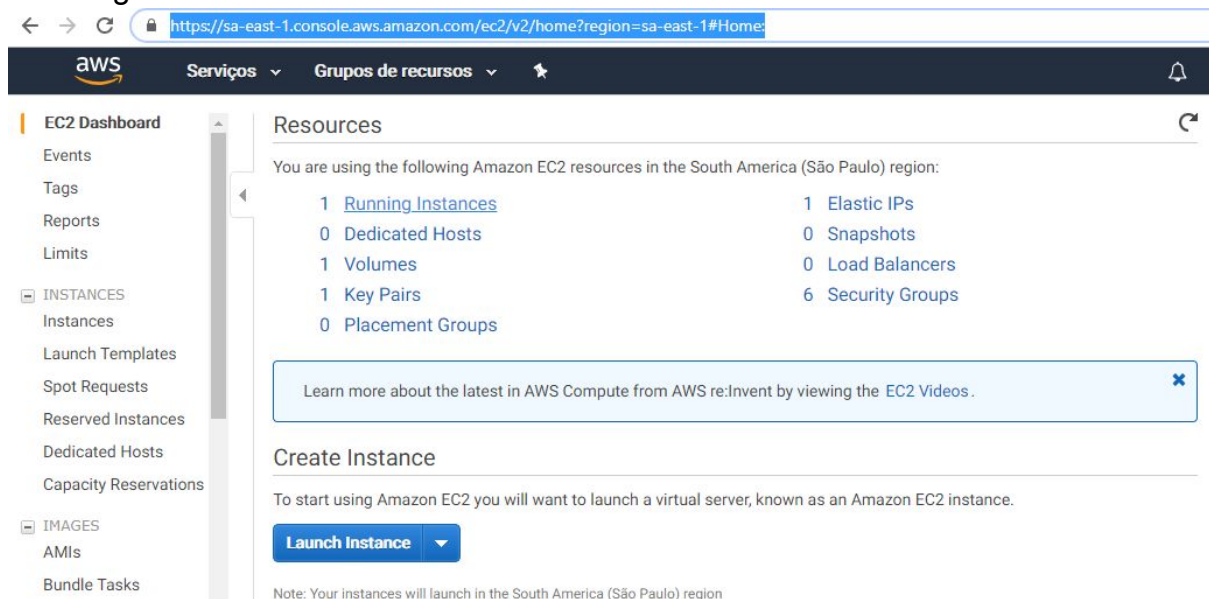 https://sa-east-1.console.aws.amazon.com/ec2/v2/home?region=sa-east-1#Home:
aws Serviços Grupos de recursos
EC2 Dashboard
Events
Tags
Reports
Limits
INSTANCES
Instances
Launch Templates
Spot Requests
Reserved Instances
Dedicated Hosts
Capacity Reservations
IMAGES
AMIs
Bundle Tasks
Resources
You are using the following Amazon EC2 resources in the South America (São Paulo) region:
1 Running Instances
0 Dedicated Hosts
1 Volumes
1 Key Pairs
0 Placement Groups
1 Elastic IPs
0 Snapshots
0 Load Balancers
6 Security Groups
Learn more about the latest in AWS Compute from AWS re:Invent by viewing the EC2 Videos.
Create Instance
To start using Amazon EC2 you will want to launch a virtual server, known as an Amazon EC2 instance.
Launch Instance
Note: Your instances will launch in the South America (São Paulo) region